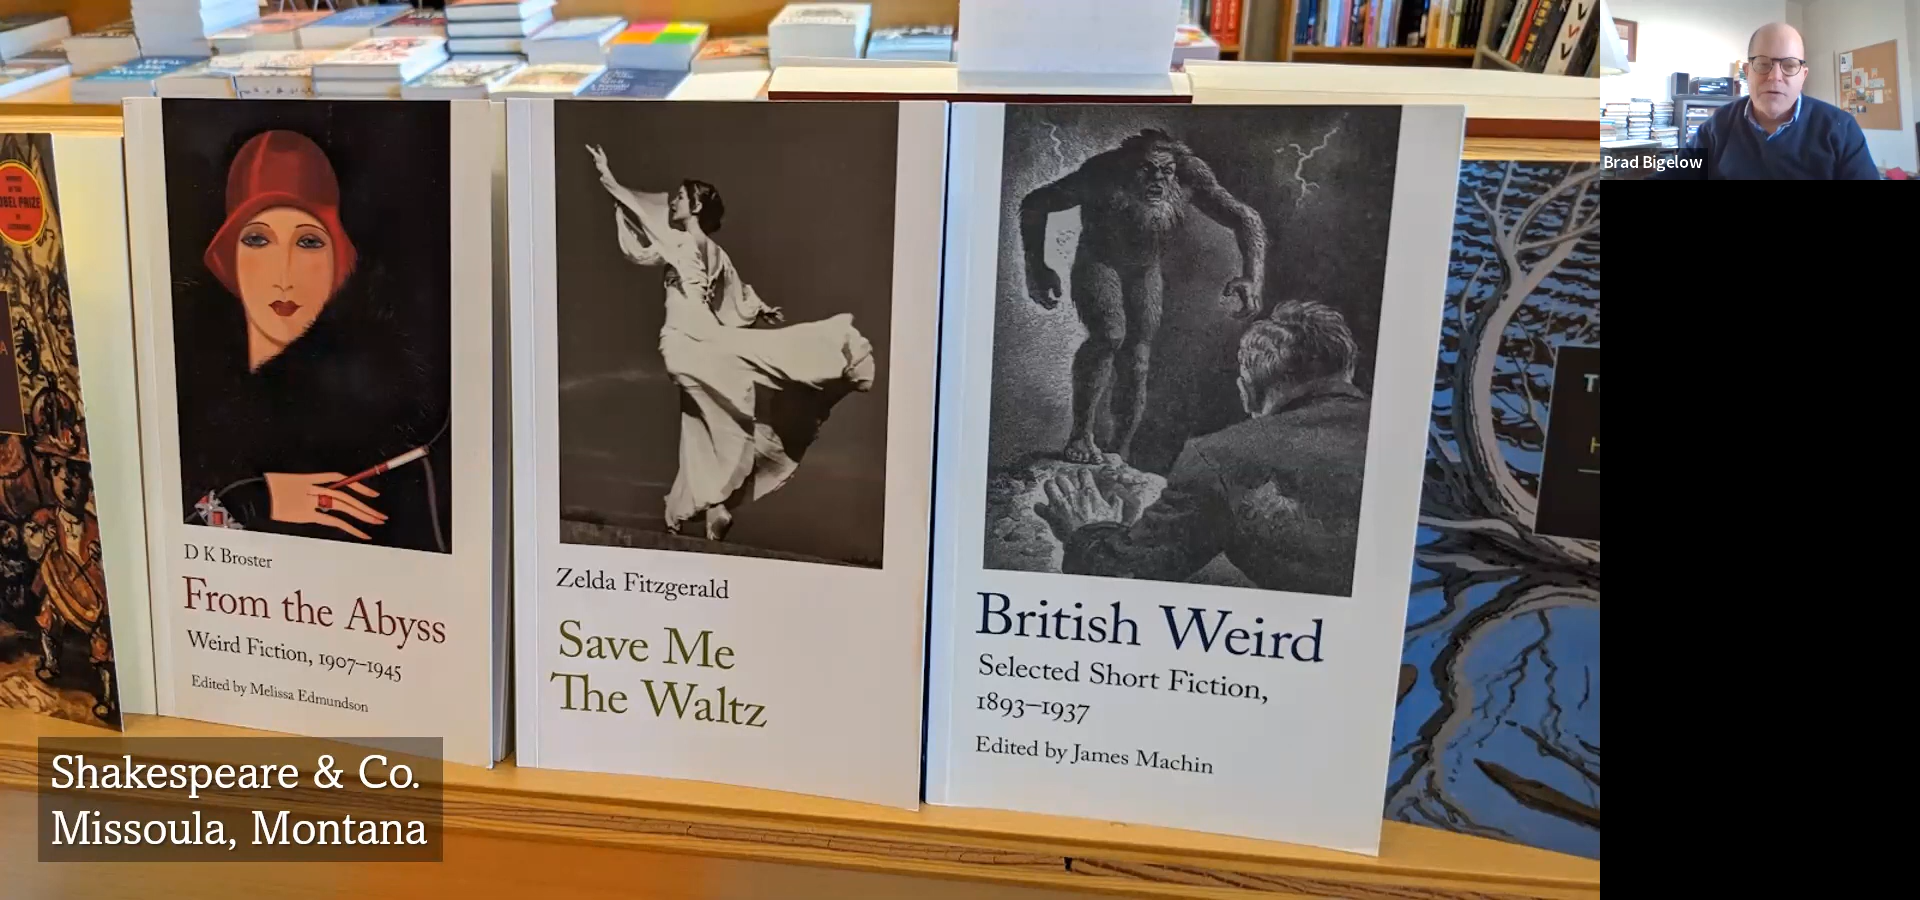 Brad Bigelow
D K Broster
From the Abyss
Weird Fiction, 1907–1945
Edited by Melissa Edmundson
Zelda Fitzgerald
Save Me
The Waltz
British Weird
Selected Short Fiction,
1893–1937
Edited by James Machin
Shakespeare & Co.
Missoula, Montana